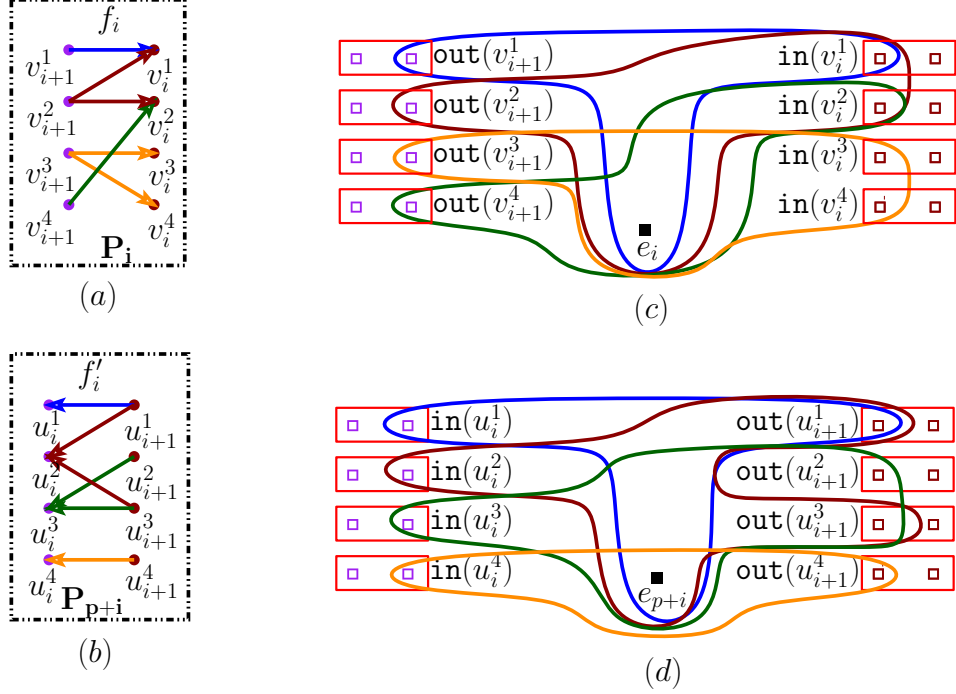 f_i
v_{i+1}^1 v_i^1
v_{i+1}^2 v_i^2
v_{i+1}^3 v_i^3
v_{i+1}^4 v_i^4
P_i
(a)
out(v_{i+1}^1) in(v_i^1)
out(v_{i+1}^2) in(v_i^2)
out(v_{i+1}^3) in(v_i^3)
out(v_{i+1}^4) in(v_i^4)
e_i
(c)
f'_i
u_i^1 u_{i+1}^1
u_i^2 u_{i+1}^2
u_i^3 u_{i+1}^3
u_i^4 u_{i+1}^4
P_{p+i}
(b)
in(u_i^1) out(u_{i+1}^1)
in(u_i^2) out(u_{i+1}^2)
in(u_i^3) out(u_{i+1}^3)
in(u_i^4) out(u_{i+1}^4)
e_{p+i}
(d)